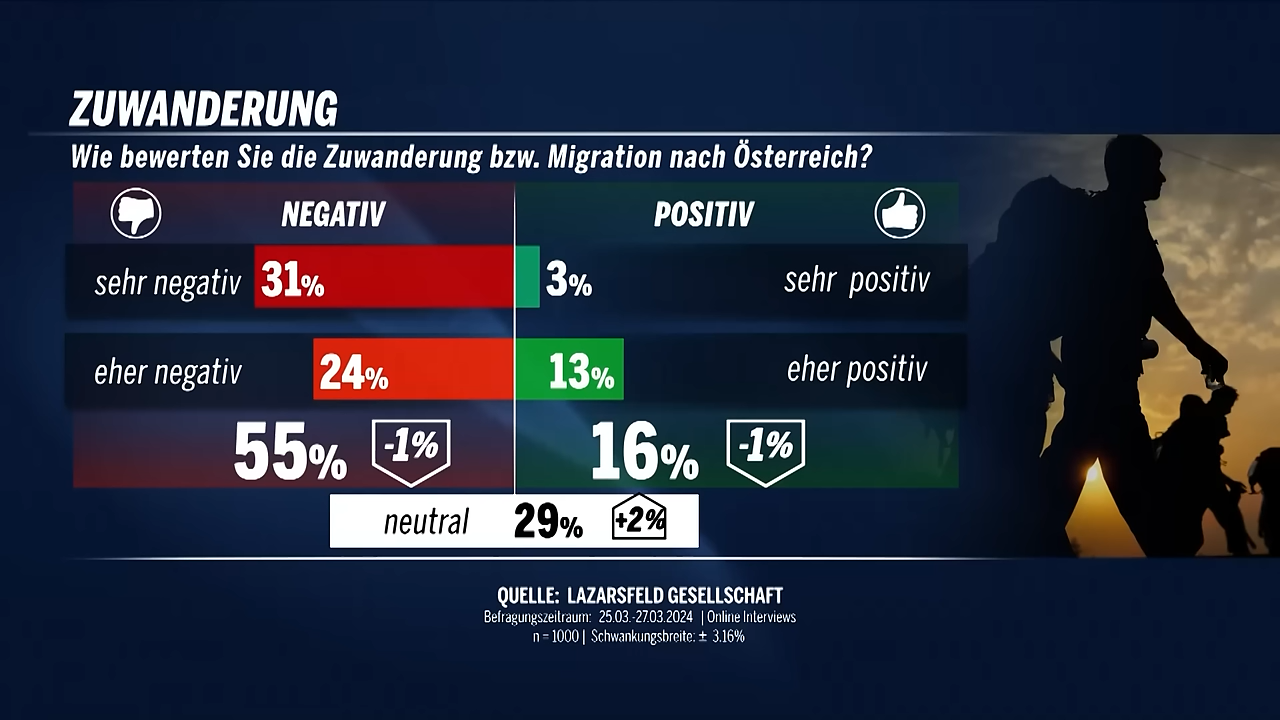 ZUWANDERUNG
Wie bewerten Sie die Zuwanderung bzw. Migration nach Österreich?
NEGATIV POSITIV
sehr negativ 31% 3% sehr positiv
eher negativ 24% 13% eher positiv
55% -1% 16% -1%
neutral 29% +2%
QUELLE: LAZARSFELD GESELLSCHAFT
Befragungszeitraum: 25.03.-27.03.2024 | Online Interviews
n = 1000 | Schwankungsbreite: ± 3.16%